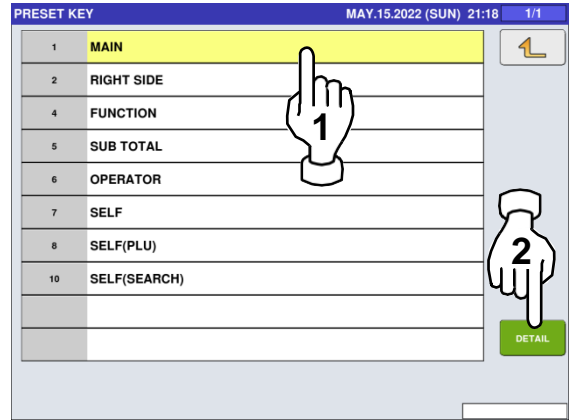 PRESET KEY MAY.15.2022 (SUN) 21:18 1/1
1 MAIN
2 RIGHT SIDE
4 FUNCTION
5 SUB TOTAL
6 OPERATOR
7 SELF
8 SELF(PLU)
10 SELF(SEARCH)
1
2
DETAIL